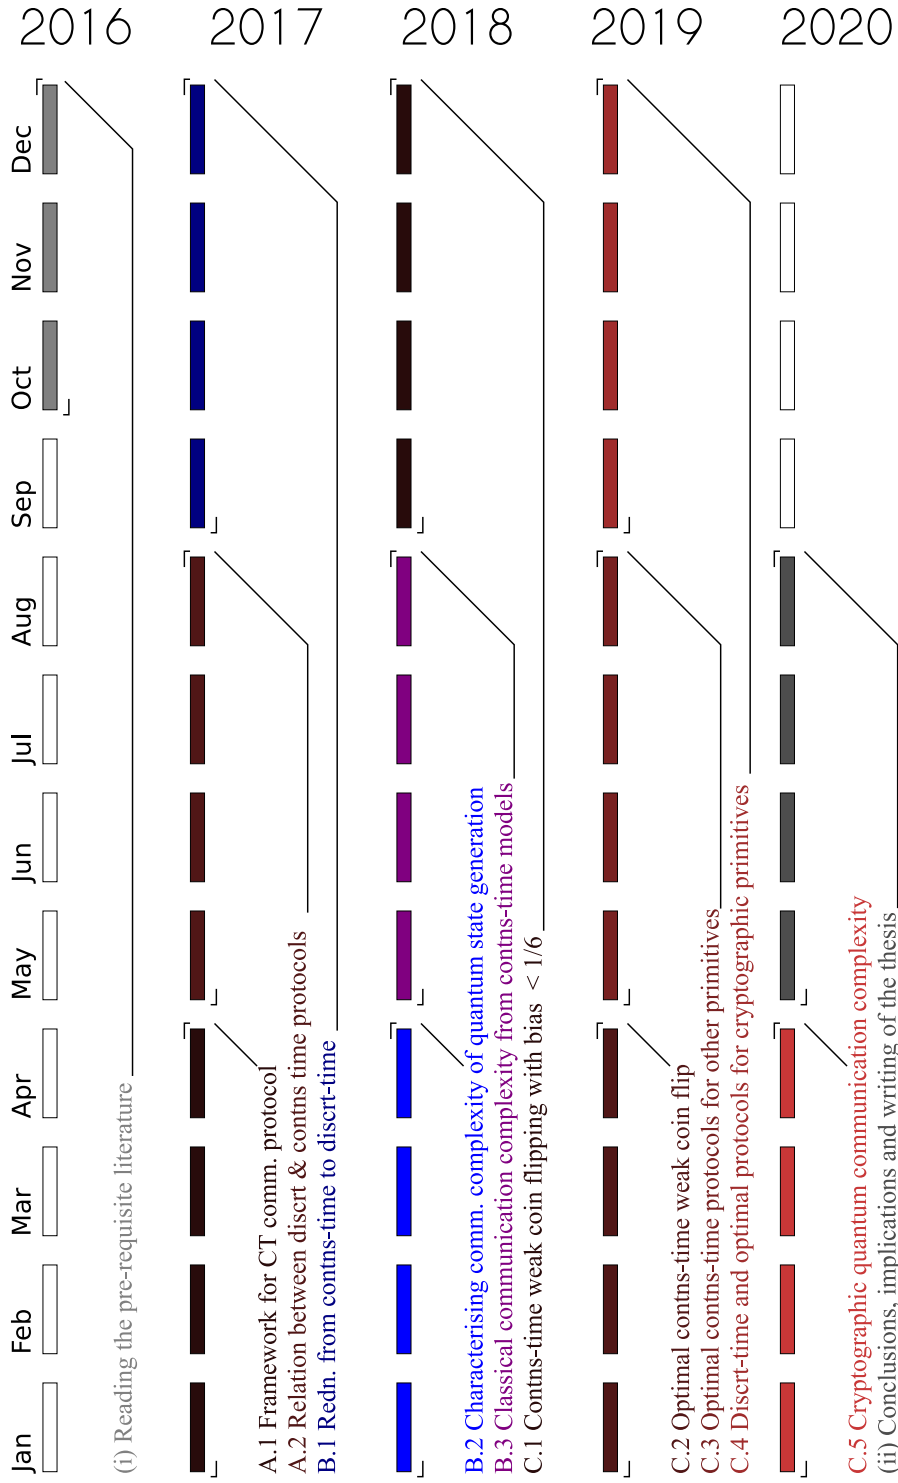 2016
2017
2018
2019
2020
Jan
Feb
Mar
Apr
May
Jun
Jul
Aug
Sep
Oct
Nov
Dec
(i) Reading the pre-requisite literature
A.1 Framework for CT comm. protocol
A.2 Relation between discrt & contns time protocols
B.1 Redn. from contns-time to discrt-time
B.2 Characterising comm. complexity of quantum state generation
B.3 Classical communication complexity from contns-time models
C.1 Contns-time weak coin flipping with bias < 1/6
C.2 Optimal contns-time weak coin flip
C.3 Optimal contns-time protocols for other primitives
C.4 Discrt-time and optimal protocols for cryptographic primitives
C.5 Cryptographic quantum communication complexity
(ii) Conclusions, implications and writing of the thesis